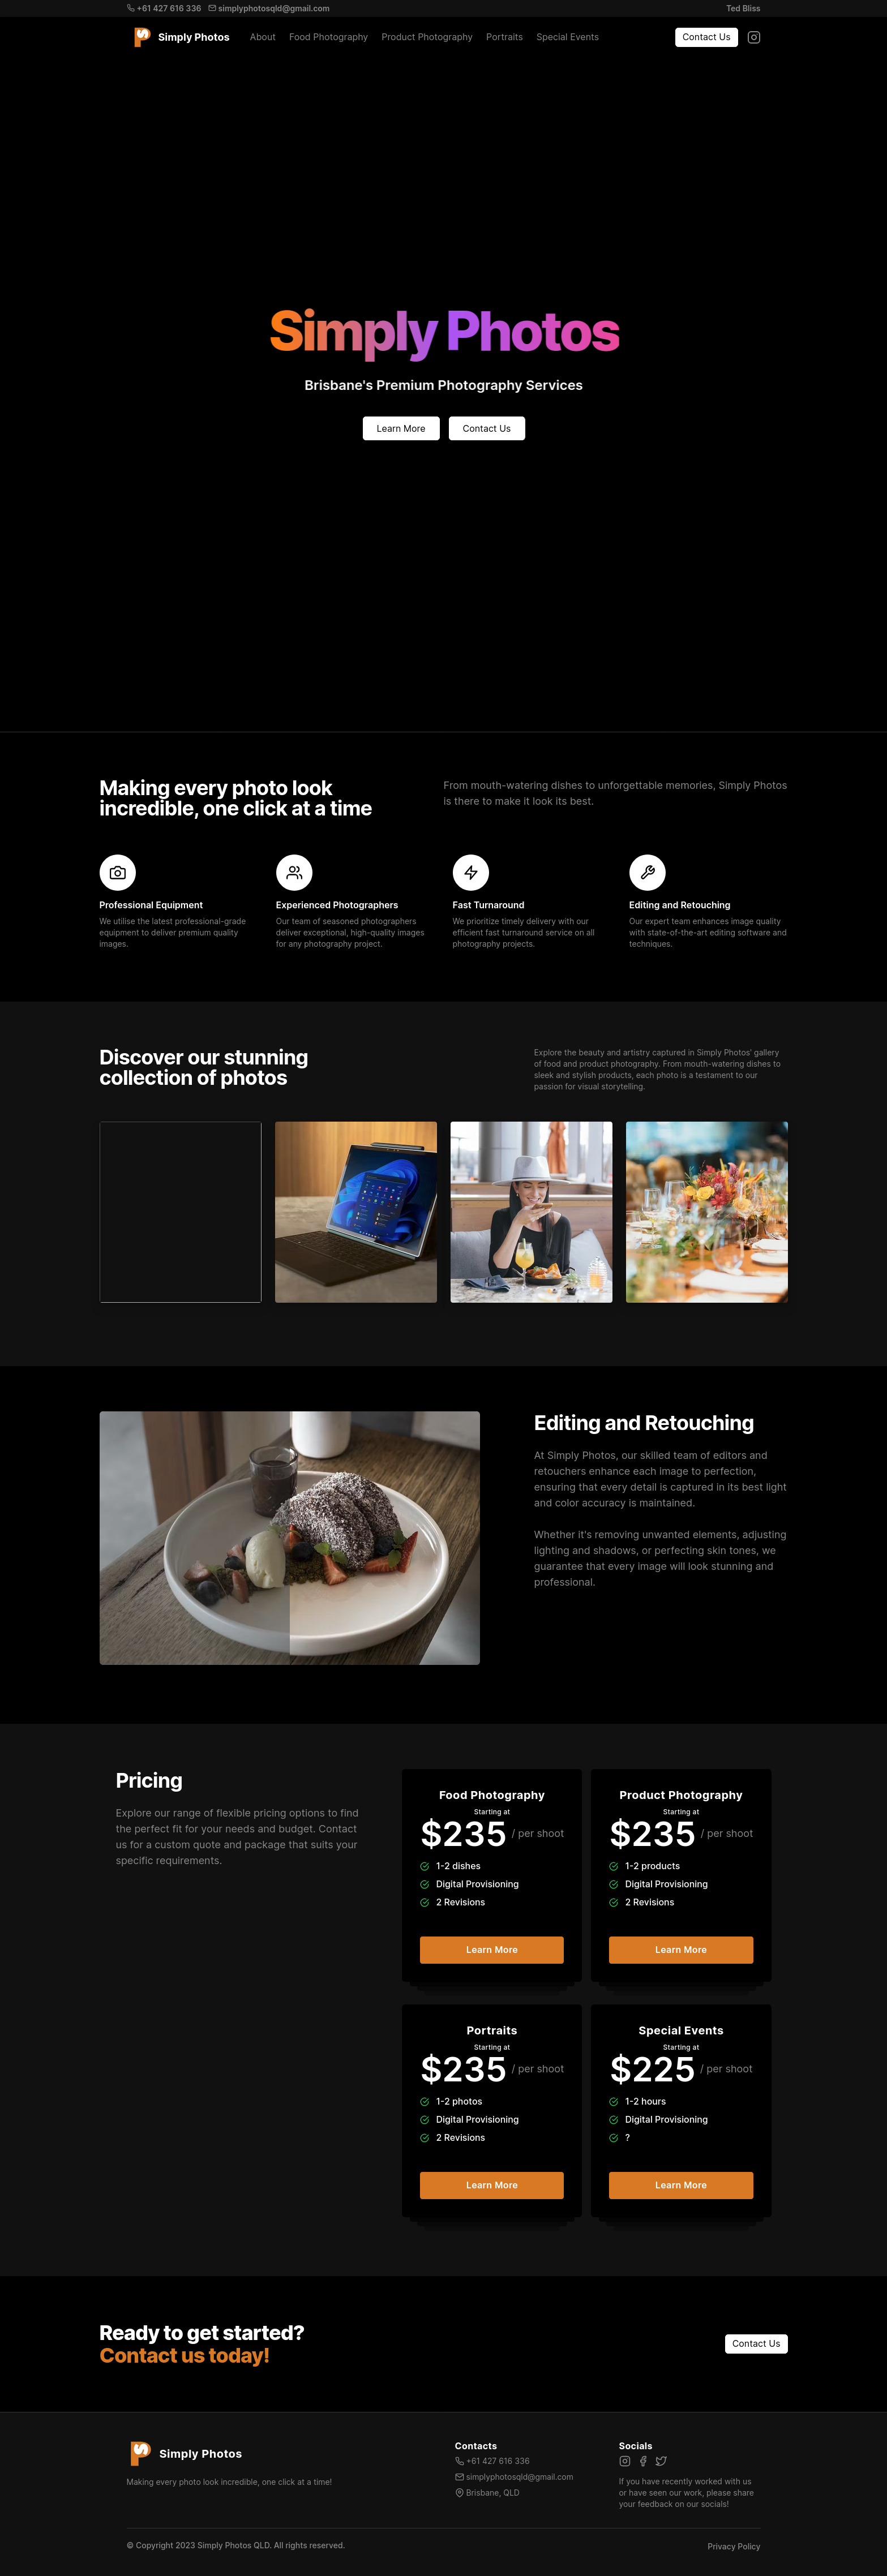 +61 427 616 336 simplyphotosqld@gmail.com Ted Bliss
Simply Photos About Food Photography Product Photography Portraits Special Events Contact Us
Simply Photos
Brisbane's Premium Photography Services
Learn More Contact Us
Making every photo look
incredible, one click at a time
From mouth-watering dishes to unforgettable memories, Simply Photos
is there to make it look its best.
Professional Equipment
We utilise the latest professional-grade
equipment to deliver premium quality
images.
Experienced Photographers
Our team of seasoned photographers
deliver exceptional, high-quality images
for any photography project.
Fast Turnaround
We prioritize timely delivery with our
efficient fast turnaround service on all
photography projects.
Editing and Retouching
Our expert team enhances image quality
with state-of-the-art editing software and
techniques.
Discover our stunning
collection of photos
Explore the beauty and artistry captured in Simply Photos' gallery
of food and product photography. From mouth-watering dishes to
sleek and stylish products, each photo is a testament to our
passion for visual storytelling.
Editing and Retouching
At Simply Photos, our skilled team of editors and
retouchers enhance each image to perfection,
ensuring that every detail is captured in its best light
and color accuracy is maintained.
Whether it's removing unwanted elements, adjusting
lighting and shadows, or perfecting skin tones, we
guarantee that every image will look stunning and
professional.
Pricing
Explore our range of flexible pricing options to find
the perfect fit for your needs and budget. Contact
us for a custom quote and package that suits your
specific requirements.
Food Photography
Starting at
$235 / per shoot
1-2 dishes
Digital Provisioning
2 Revisions
Learn More
Product Photography
Starting at
$235 / per shoot
1-2 products
Digital Provisioning
2 Revisions
Learn More
Portraits
Starting at
$235 / per shoot
1-2 photos
Digital Provisioning
2 Revisions
Learn More
Special Events
Starting at
$225 / per shoot
1-2 hours
Digital Provisioning
?
Learn More
Ready to get started?
Contact us today!
Contact Us
Simply Photos
Making every photo look incredible, one click at a time!
Contacts
+61 427 616 336
simplyphotosqld@gmail.com
Brisbane, QLD
Socials
If you have recently worked with us
or have seen our work, please share
your feedback on our socials!
© Copyright 2023 Simply Photos QLD. All rights reserved.
Privacy Policy